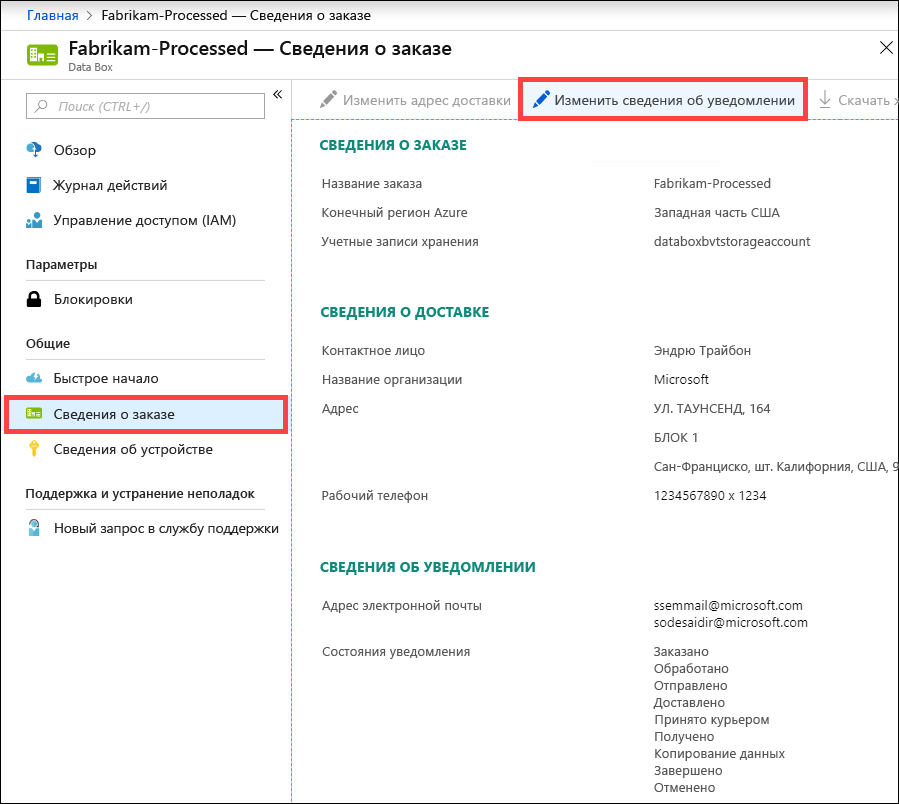 Главная > Fabrikam-Processed — Сведения о заказе
Fabrikam-Processed — Сведения о заказе
Data Box
Поиск (CTRL+/)
«
Обзор
Журнал действий
Управление доступом (IAM)
Параметры
Блокировки
Общие
Быстрое начало
Сведения о заказе
Сведения об устройстве
Поддержка и устранение неполадок
Новый запрос в службу поддержки
Изменить адрес доставки Изменить сведения об уведомлении Скачать
СВЕДЕНИЯ О ЗАКАЗЕ
Название заказа Fabrikam-Processed
Конечный регион Azure Западная часть США
Учетные записи хранения databoxbvtstorageaccount
СВЕДЕНИЯ О ДОСТАВКЕ
Контактное лицо Эндрю Трайбон
Название организации Microsoft
Адрес УЛ. ТАУНСЕНД, 164
БЛОК 1
Сан-Франциско, шт. Калифорния, США, 9
Рабочий телефон 1234567890 x 1234
СВЕДЕНИЯ ОБ УВЕДОМЛЕНИИ
Адрес электронной почты ssemmail@microsoft.com
sodesaidir@microsoft.com
Состояния уведомления Заказано
Обработано
Отправлено
Доставлено
Принято курьером
Получено
Копирование данных
Завершено
Отменено